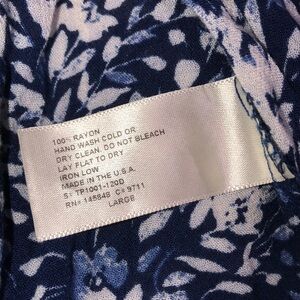 100% RAYON
HAND WASH COLD OR
DRY CLEAN. DO NOT BLEACH
LAY FLAT TO DRY
IRON LOW
MADE IN THE U.S.A.
S: TP1001-120D
RN# 145848 C# 9711
LARGE